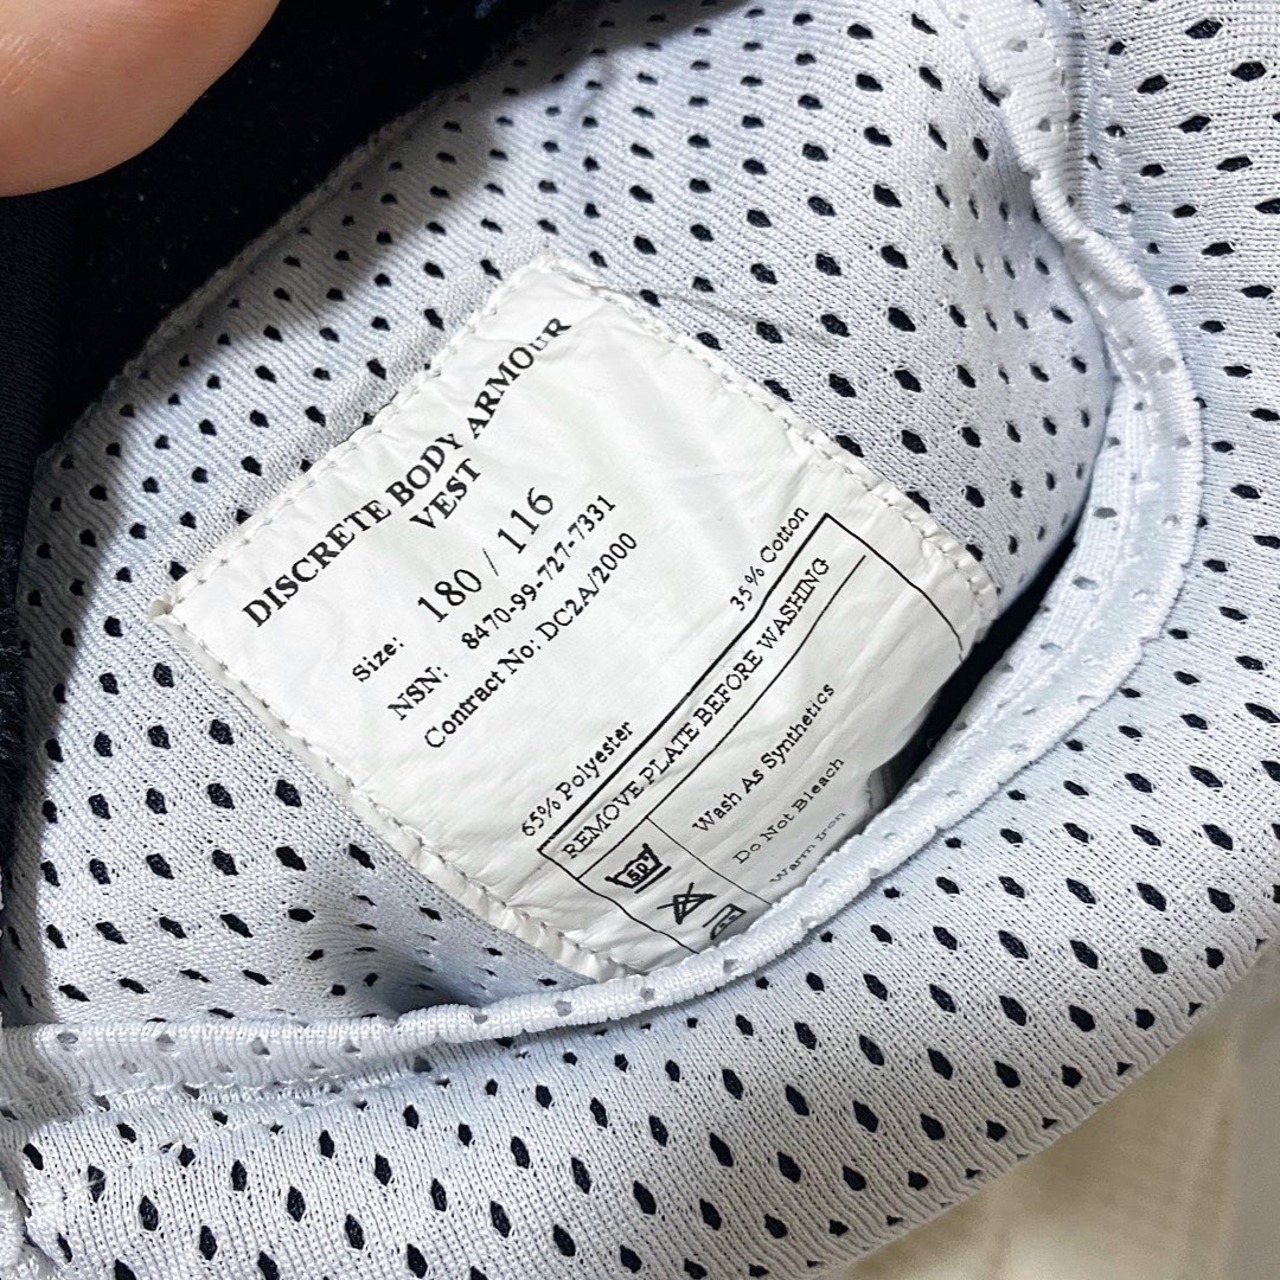 DISCRETE BODY ARMOUR
VEST
Size: 180 / 116
NSN: 8470-99-727-7331
Contract No: DC2A/2000
65% Polyester 35% Cotton
REMOVE PLATE BEFORE WASHING
50° Wash As Synthetics
Do Not Bleach
Warm Iron